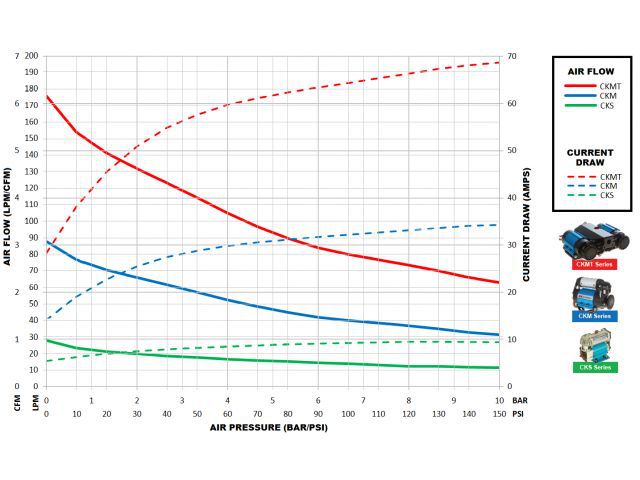 7 200 70
190
6 180 60
170
160
5 150 50
140
130
4 120 40
110
100
3 90 30
80
70
2 60 20
50
40
1 30 10
20
10
0 0 0
CFM LPM
AIR FLOW (LPM/CFM)
CURRENT DRAW (AMPS)
0 1 2 3 4 5 6 7 8 9 10 BAR
0 10 20 30 40 50 60 70 80 90 100 110 120 130 140 150 PSI
AIR PRESSURE (BAR/PSI)
AIR FLOW
CKMT
CKM
CKS
CURRENT
DRAW
CKMT
CKM
CKS
CKMT Series
CKM Series
CKS Series